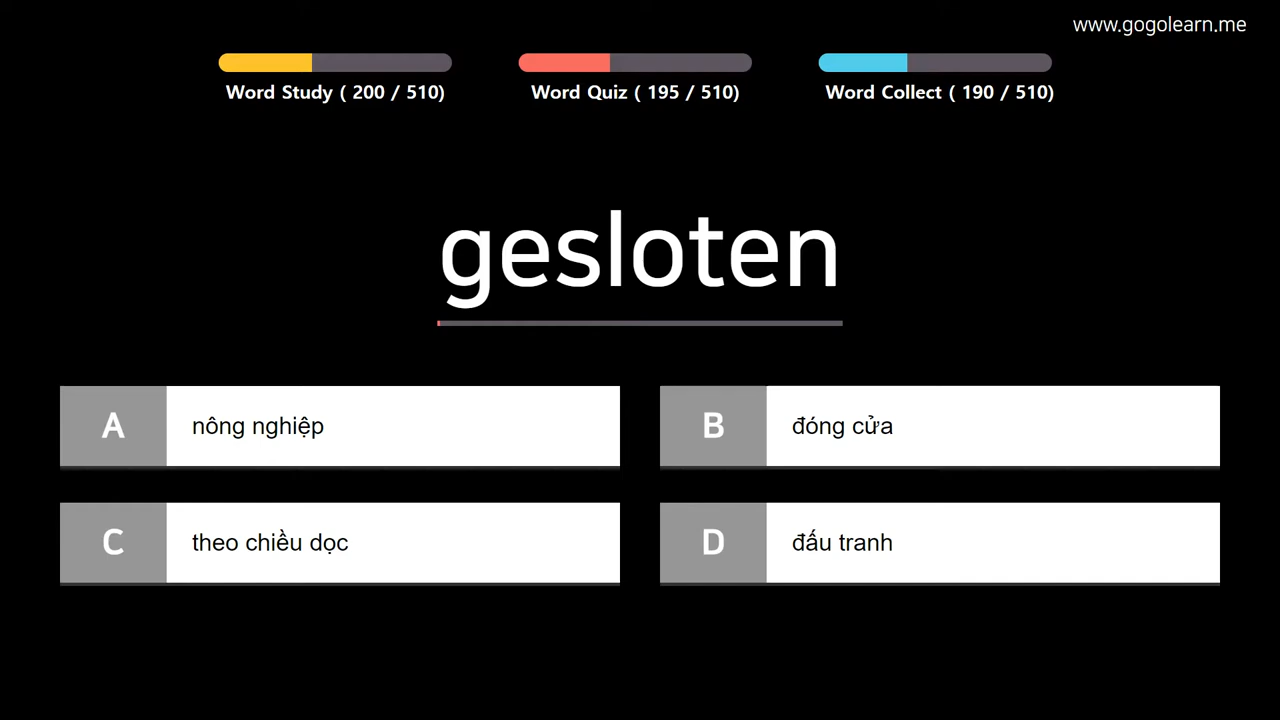 www.gogolearn.me
Word Study ( 200 / 510)
Word Quiz ( 195 / 510)
Word Collect ( 190 / 510)
gesloten
A nông nghiệp
B đóng cửa
C theo chiều dọc
D đấu tranh